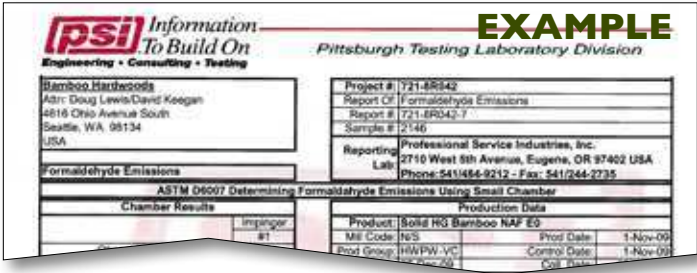 psi Information
To Build On
Engineering • Consulting • Testing
EXAMPLE
Pittsburgh Testing Laboratory Division
Bamboo Hardwoods
Attn: Doug Lewis/David Keegan
4616 Ohio Avenue South
Seattle, WA 98134
USA
Formaldehyde Emissions
Project # 721-8R042
Report Of Formaldehyde Emissions
Report # 721-8R042-7
Sample # 2146
Reporting Lab Professional Service Industries, Inc.
2710 West 5th Avenue, Eugene, OR 97402 USA
Phone: 541/484-9212 - Fax: 541/244-2735
ASTM D6007 Determining Formaldahyde Emissions Using Small Chamber
Chamber Results
Impinger
#1
Production Data
Product: Solid HG Bamboo NAF E0
Mill Code: N/S Prod Date: 1-Nov-09
Prod Group: HWPW-VC Control Date: 1-Nov-09